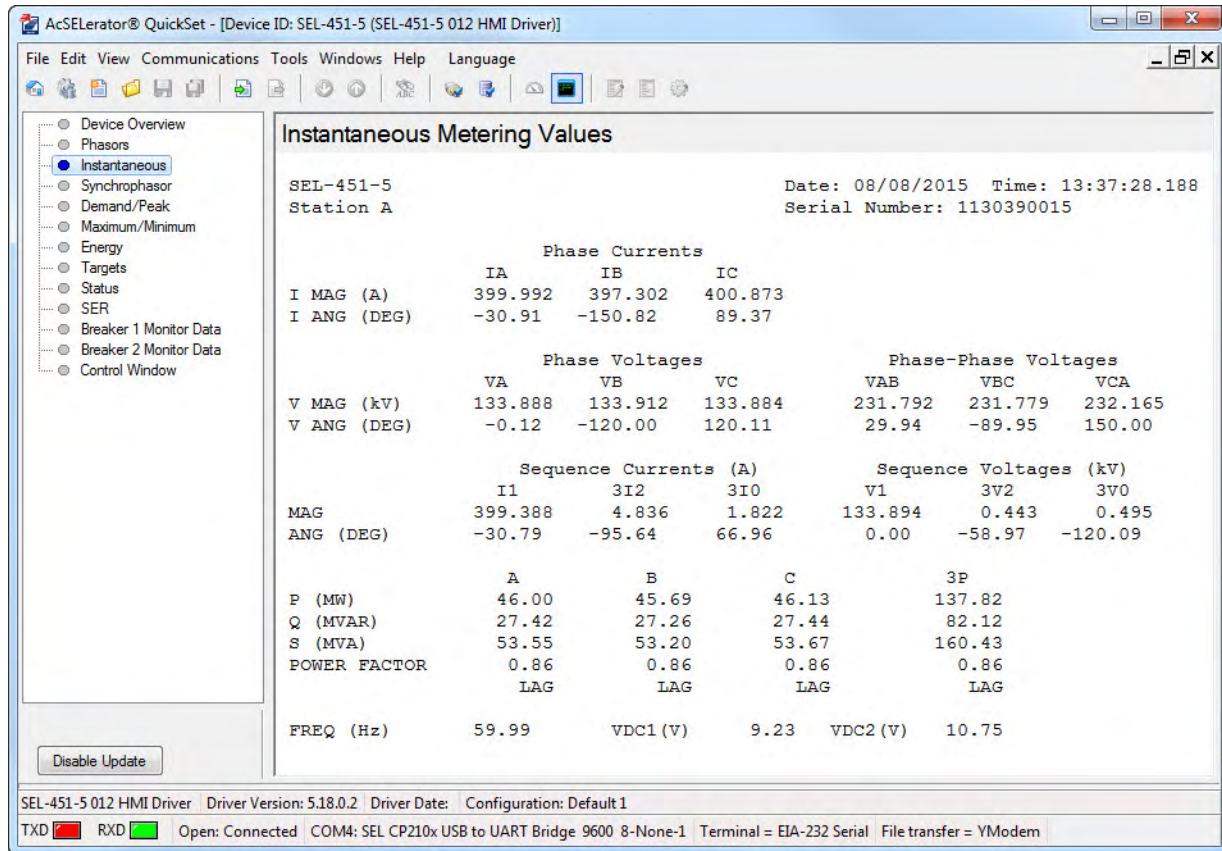 AcSELerator® QuickSet - [Device ID: SEL-451-5 (SEL-451-5 012 HMI Driver)]
File Edit View Communications Tools Windows Help Language
Device Overview
Phasors
Instantaneous
Synchrophasor
Demand/Peak
Maximum/Minimum
Energy
Targets
Status
SER
Breaker 1 Monitor Data
Breaker 2 Monitor Data
Control Window
Disable Update
Instantaneous Metering Values
SEL-451-5 Date: 08/08/2015 Time: 13:37:28.188
Station A Serial Number: 1130390015
Phase Currents
IA IB IC
I MAG (A) 399.992 397.302 400.873
I ANG (DEG) -30.91 -150.82 89.37
Phase Voltages Phase-Phase Voltages
VA VB VC VAB VBC VCA
V MAG (kV) 133.888 133.912 133.884 231.792 231.779 232.165
V ANG (DEG) -0.12 -120.00 120.11 29.94 -89.95 150.00
Sequence Currents (A) Sequence Voltages (kV)
I1 3I2 3I0 V1 3V2 3V0
MAG 399.388 4.836 1.822 133.894 0.443 0.495
ANG (DEG) -30.79 -95.64 66.96 0.00 -58.97 -120.09
A B C 3P
P (MW) 46.00 45.69 46.13 137.82
Q (MVAR) 27.42 27.26 27.44 82.12
S (MVA) 53.55 53.20 53.67 160.43
POWER FACTOR 0.86 0.86 0.86 0.86
LAG LAG LAG LAG
FREQ (Hz) 59.99 VDC1(V) 9.23 VDC2(V) 10.75
SEL-451-5 012 HMI Driver Driver Version: 5.18.0.2 Driver Date: Configuration: Default 1
TXD RXD Open: Connected COM4: SEL CP210x USB to UART Bridge 9600 8-None-1 Terminal = EIA-232 Serial File transfer = YModem